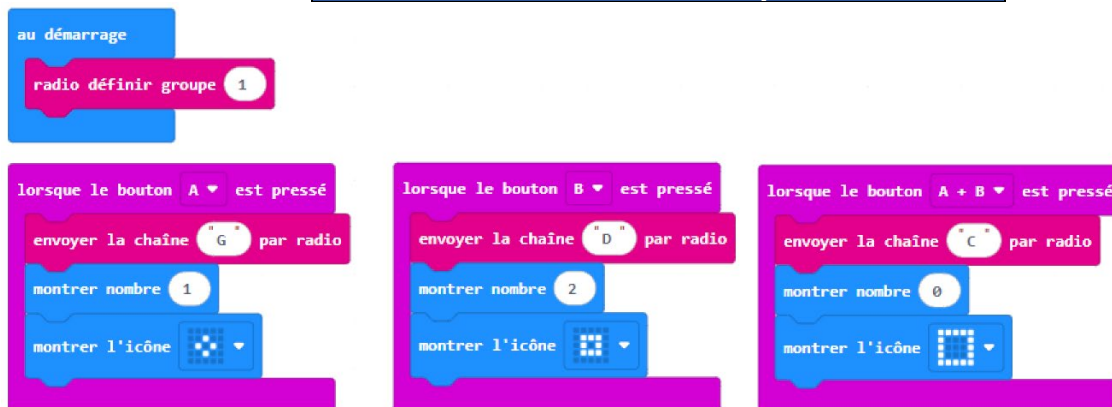 au démarrage
radio définir groupe 1
lorsque le bouton A est pressé
envoyer la chaîne "G" par radio
montrer nombre 1
montrer l'icône
lorsque le bouton B est pressé
envoyer la chaîne "D" par radio
montrer nombre 2
montrer l'icône
lorsque le bouton A + B est pressé
envoyer la chaîne "C" par radio
montrer nombre 0
montrer l'icône